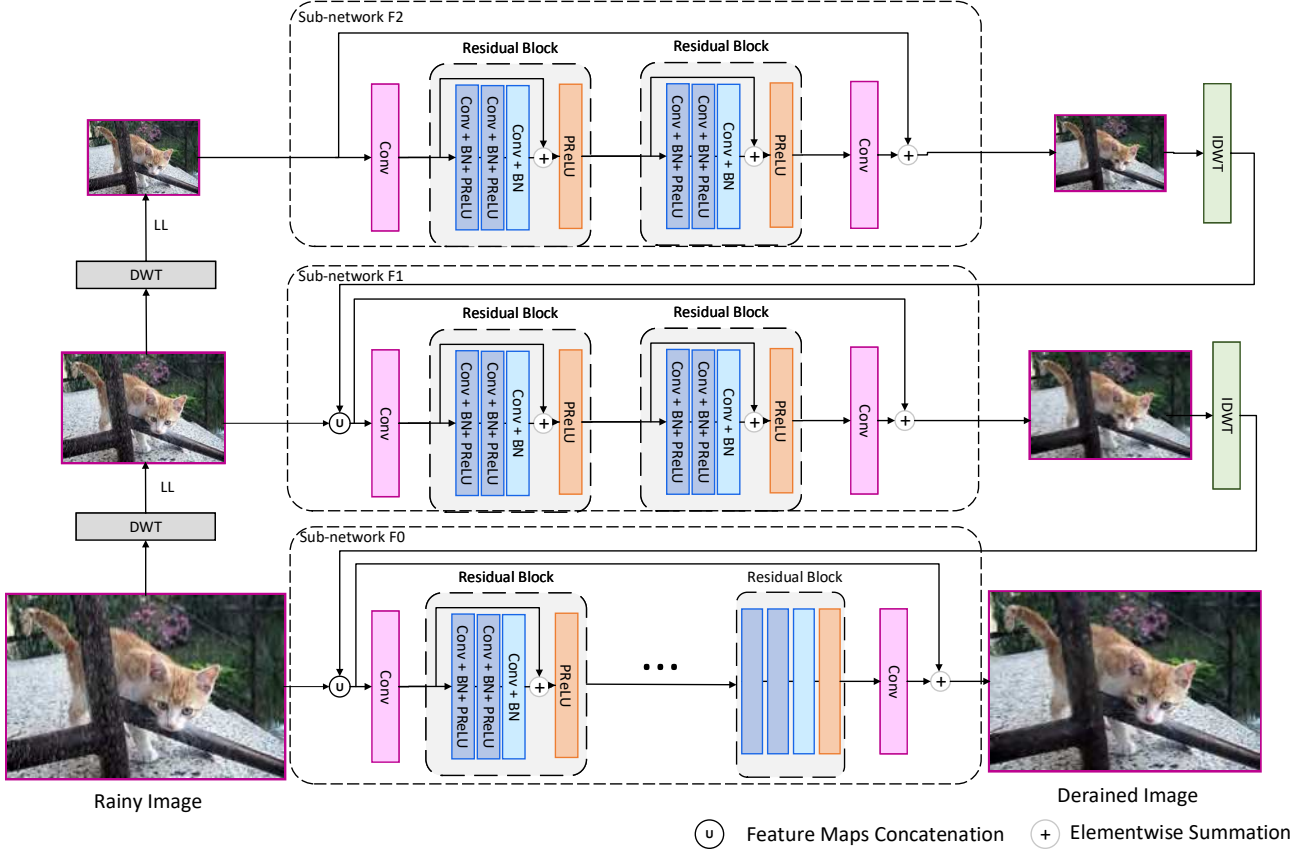 Sub-network F2
Residual Block
Residual Block
Conv
Conv + BN+ PReLU
Conv + BN+ PReLU
Conv + BN
+
PReLU
Conv + BN+ PReLU
Conv + BN+ PReLU
Conv + BN
+
PReLU
Conv
+
IDWT
LL
DWT
Sub-network F1
Residual Block
Residual Block
U
Conv
Conv + BN+ PReLU
Conv + BN+ PReLU
Conv + BN
+
PReLU
Conv + BN+ PReLU
Conv + BN+ PReLU
Conv + BN
+
PReLU
Conv
+
IDWT
LL
DWT
Sub-network F0
Residual Block
Residual Block
U
Conv
Conv + BN+ PReLU
Conv + BN+ PReLU
Conv + BN
+
PReLU
...
Conv
+
Rainy Image
Derained Image
U Feature Maps Concatenation
+ Elementwise Summation